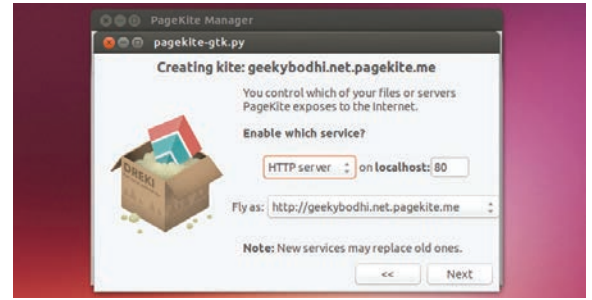 PageKite Manager
pagekite-gtk.py
Creating kite: geekybodhi.net.pagekite.me
You control which of your files or servers
PageKite exposes to the Internet.
Enable which service?
HTTP server on localhost: 80
DREKI
Fly as: http://geekybodhi.net.pagekite.me
Note: New services may replace old ones.
<< Next